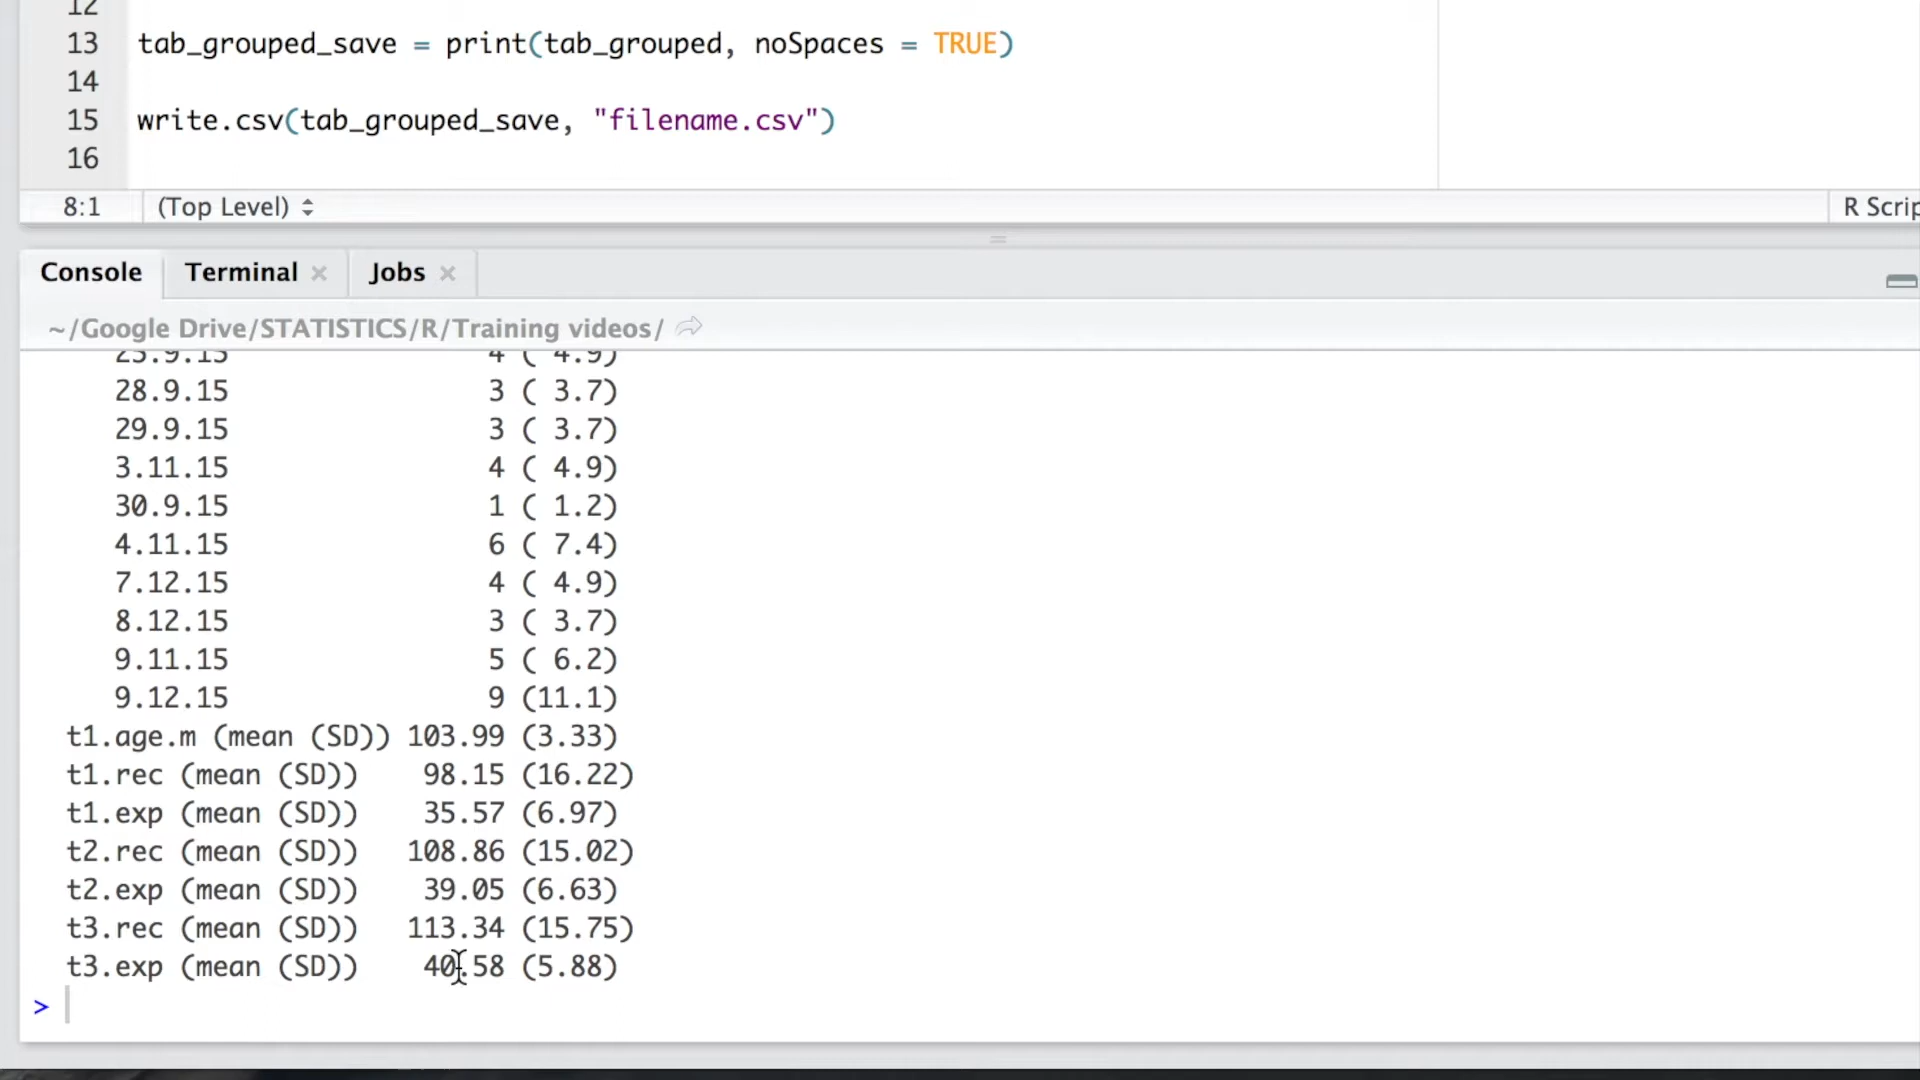 12
13 tab_grouped_save = print(tab_grouped, noSpaces = TRUE)
14
15 write.csv(tab_grouped_save, "filename.csv")
16
8:1 (Top Level) R Scrip
Console Terminal Jobs
~/Google Drive/STATISTICS/R/Training videos/
25.9.15 4 ( 4.9)
28.9.15 3 ( 3.7)
29.9.15 3 ( 3.7)
3.11.15 4 ( 4.9)
30.9.15 1 ( 1.2)
4.11.15 6 ( 7.4)
7.12.15 4 ( 4.9)
8.12.15 3 ( 3.7)
9.11.15 5 ( 6.2)
9.12.15 9 (11.1)
t1.age.m (mean (SD)) 103.99 (3.33)
t1.rec (mean (SD)) 98.15 (16.22)
t1.exp (mean (SD)) 35.57 (6.97)
t2.rec (mean (SD)) 108.86 (15.02)
t2.exp (mean (SD)) 39.05 (6.63)
t3.rec (mean (SD)) 113.34 (15.75)
t3.exp (mean (SD)) 40.58 (5.88)
>